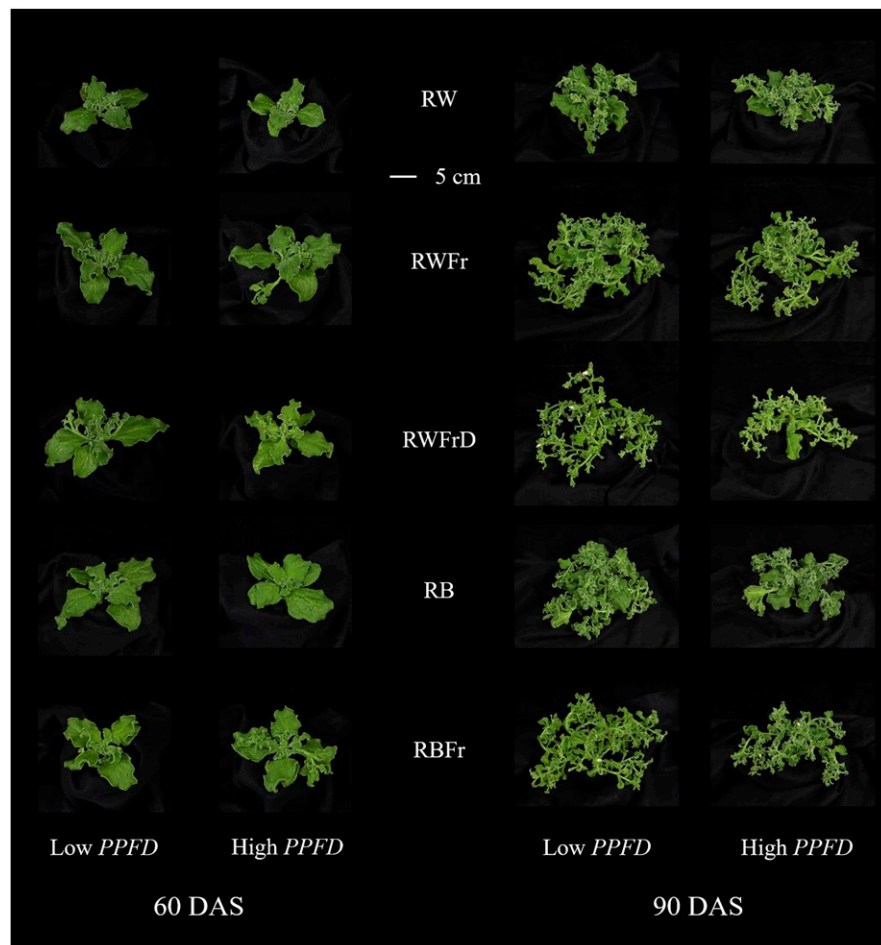 RW
5 cm
RWFr
RWFrD
RB
RBFr
Low PPFD High PPFD Low PPFD High PPFD
60 DAS 90 DAS